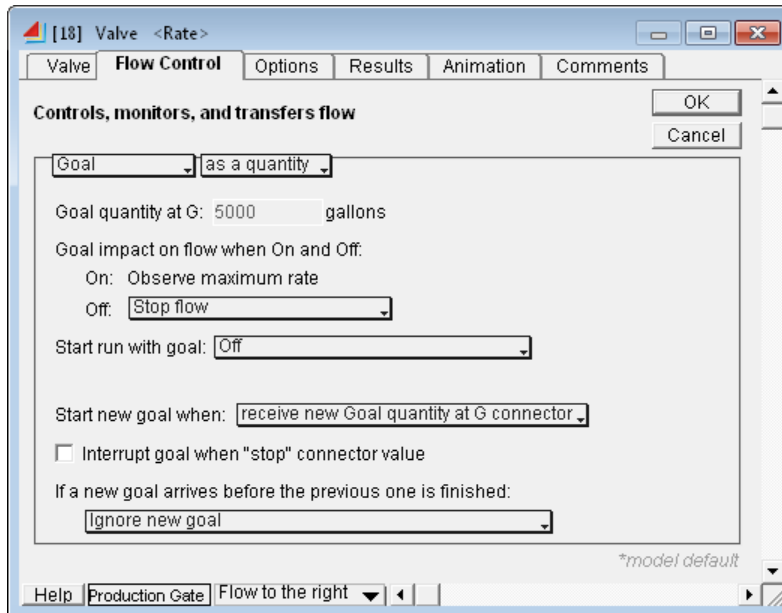 [18] Valve <Rate>
Valve Flow Control Options Results Animation Comments
Controls, monitors, and transfers flow
OK
Cancel
Goal as a quantity
Goal quantity at G: 5000 gallons
Goal impact on flow when On and Off:
On: Observe maximum rate
Off: Stop flow
Start run with goal: Off
Start new goal when: receive new Goal quantity at G connector
Interrupt goal when "stop" connector value
If a new goal arrives before the previous one is finished:
Ignore new goal
*model default
Help Production Gate Flow to the right